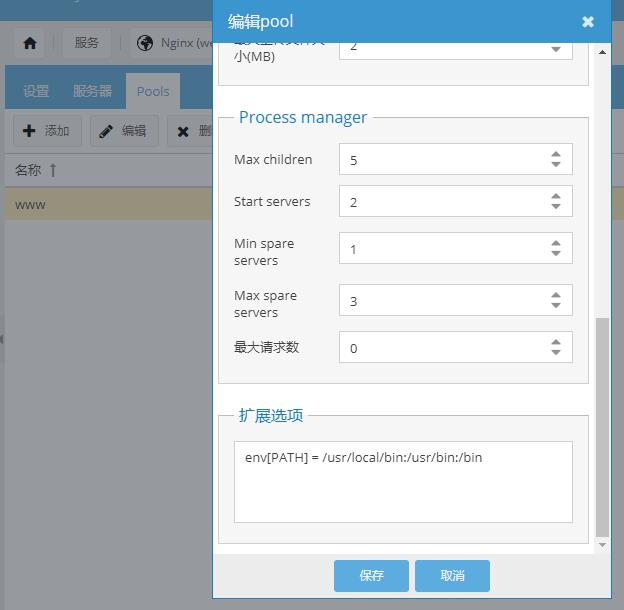 编辑pool
服务
Nginx (we
设置
服务器
Pools
添加
编辑
删
名称
www
小(MB)
2
Process manager
Max children
5
Start servers
2
Min spare
servers
1
Max spare
servers
3
最大请求数
0
扩展选项
env[PATH] = /usr/local/bin:/usr/bin:/bin
保存
取消